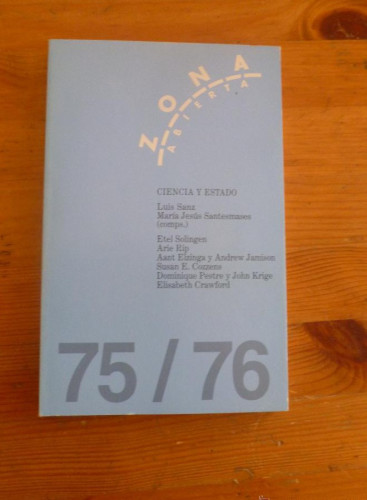 ZONA
ABIERTA
CIENCIA Y ESTADO
Luis Sanz
María Jesús Santesmases
(comps.)
Etel Solingen
Arie Rip
Aant Elzinga y Andrew Jamison
Susan E. Cozzens
Dominique Pestre y John Krige
Elisabeth Crawford
75 / 76